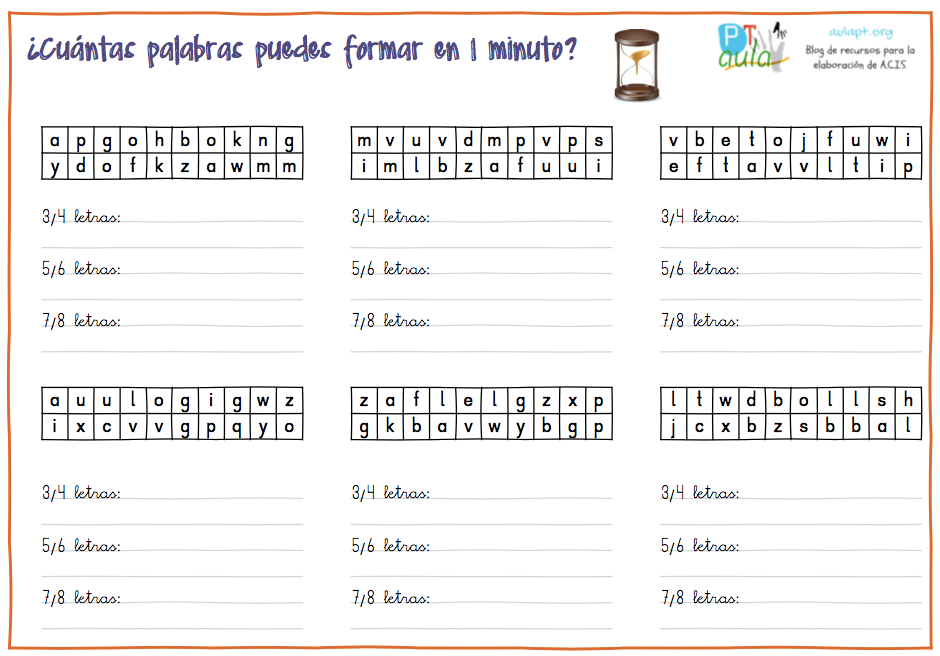 ¿Cuántas palabras puedes formar en 1 minuto?
PT
aula
aulapt.org
Blog de recursos para la
elaboración de A.C.I.S.
a p g o h b o k n g
y d o f k z a w m m
3/4 letras:
5/6 letras:
7/8 letras:
m v u v d m p v p s
i m l b z a f u u i
3/4 letras:
5/6 letras:
7/8 letras:
v b e t o j f u w i
e f t a v v l t i p
3/4 letras:
5/6 letras:
7/8 letras:
a u u l o g i g w z
i x c v v g p q y o
3/4 letras:
5/6 letras:
7/8 letras:
z a f l e l g z x p
g k b a v w y b g p
3/4 letras:
5/6 letras:
7/8 letras:
l t w d b o l l s h
j c x b z s b b a l
3/4 letras:
5/6 letras:
7/8 letras: